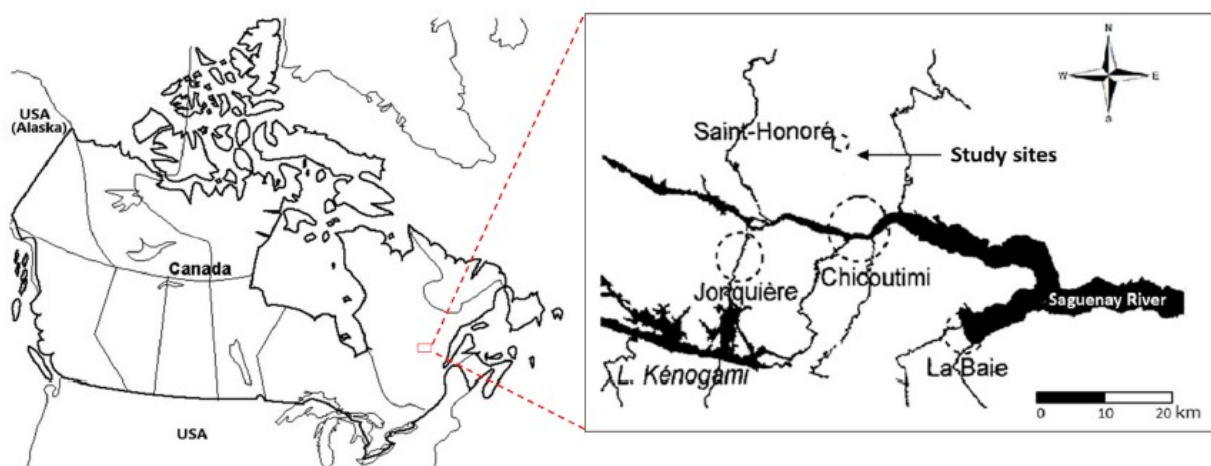 USA
(Alaska)
Canada
USA
N
W E
S
Saint-Honoré
Study sites
Chicoutimi
Jonquière
Saguenay River
La Baie
L. Kénogami
0 10 20 km